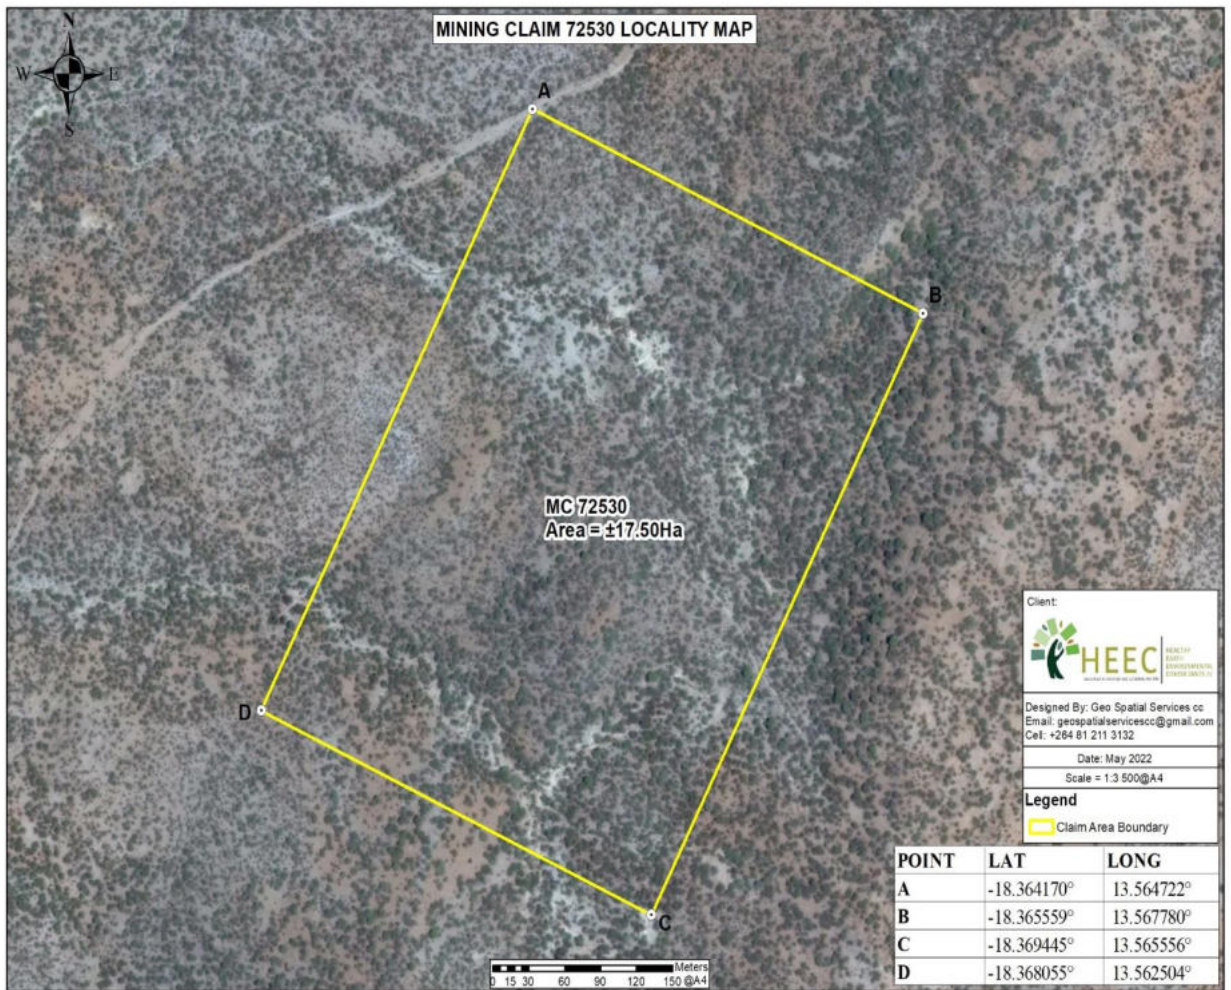 MINING CLAIM 72530 LOCALITY MAP
N
W E
S
A
B
MC 72530
Area = ±17.50Ha
D
C
Client:
HEEC
Designed By: Geo Spatial Services cc
Email: geospatialservicescc@gmail.com
Cell: +264 81 211 3132
Date: May 2022
Scale = 1:3 500@A4
Legend
Claim Area Boundary
POINT LAT LONG
A -18.364170° 13.564722°
B -18.365559° 13.567780°
C -18.369445° 13.565556°
D -18.368055° 13.562504°
Meters
0 15 30 60 90 120 150 @A4